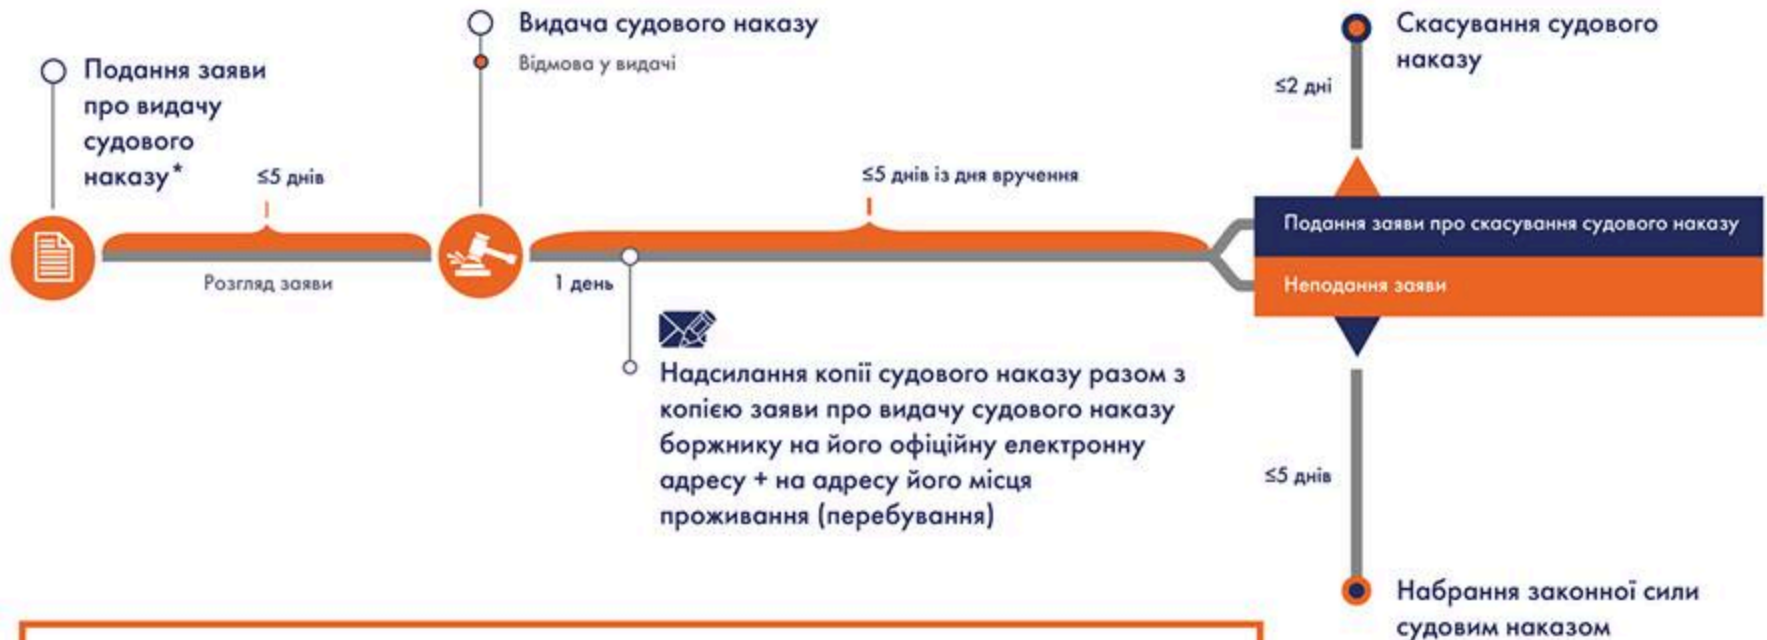 Подання заяви
про видачу
судового
наказу*
≤5 днів
Розгляд заяви
Видача судового наказу
Відмова у видачі
≤5 днів із дня вручення
1 день
Надсилання копії судового наказу разом з
копією заяви про видачу судового наказу
боржнику на його офіційну електронну
адресу + на адресу його місця
проживання (перебування)
Скасування судового
наказу
≤2 дні
Подання заяви про скасування судового наказу
Неподання заяви
≤5 днів
Набрання законної сили
судовим наказом